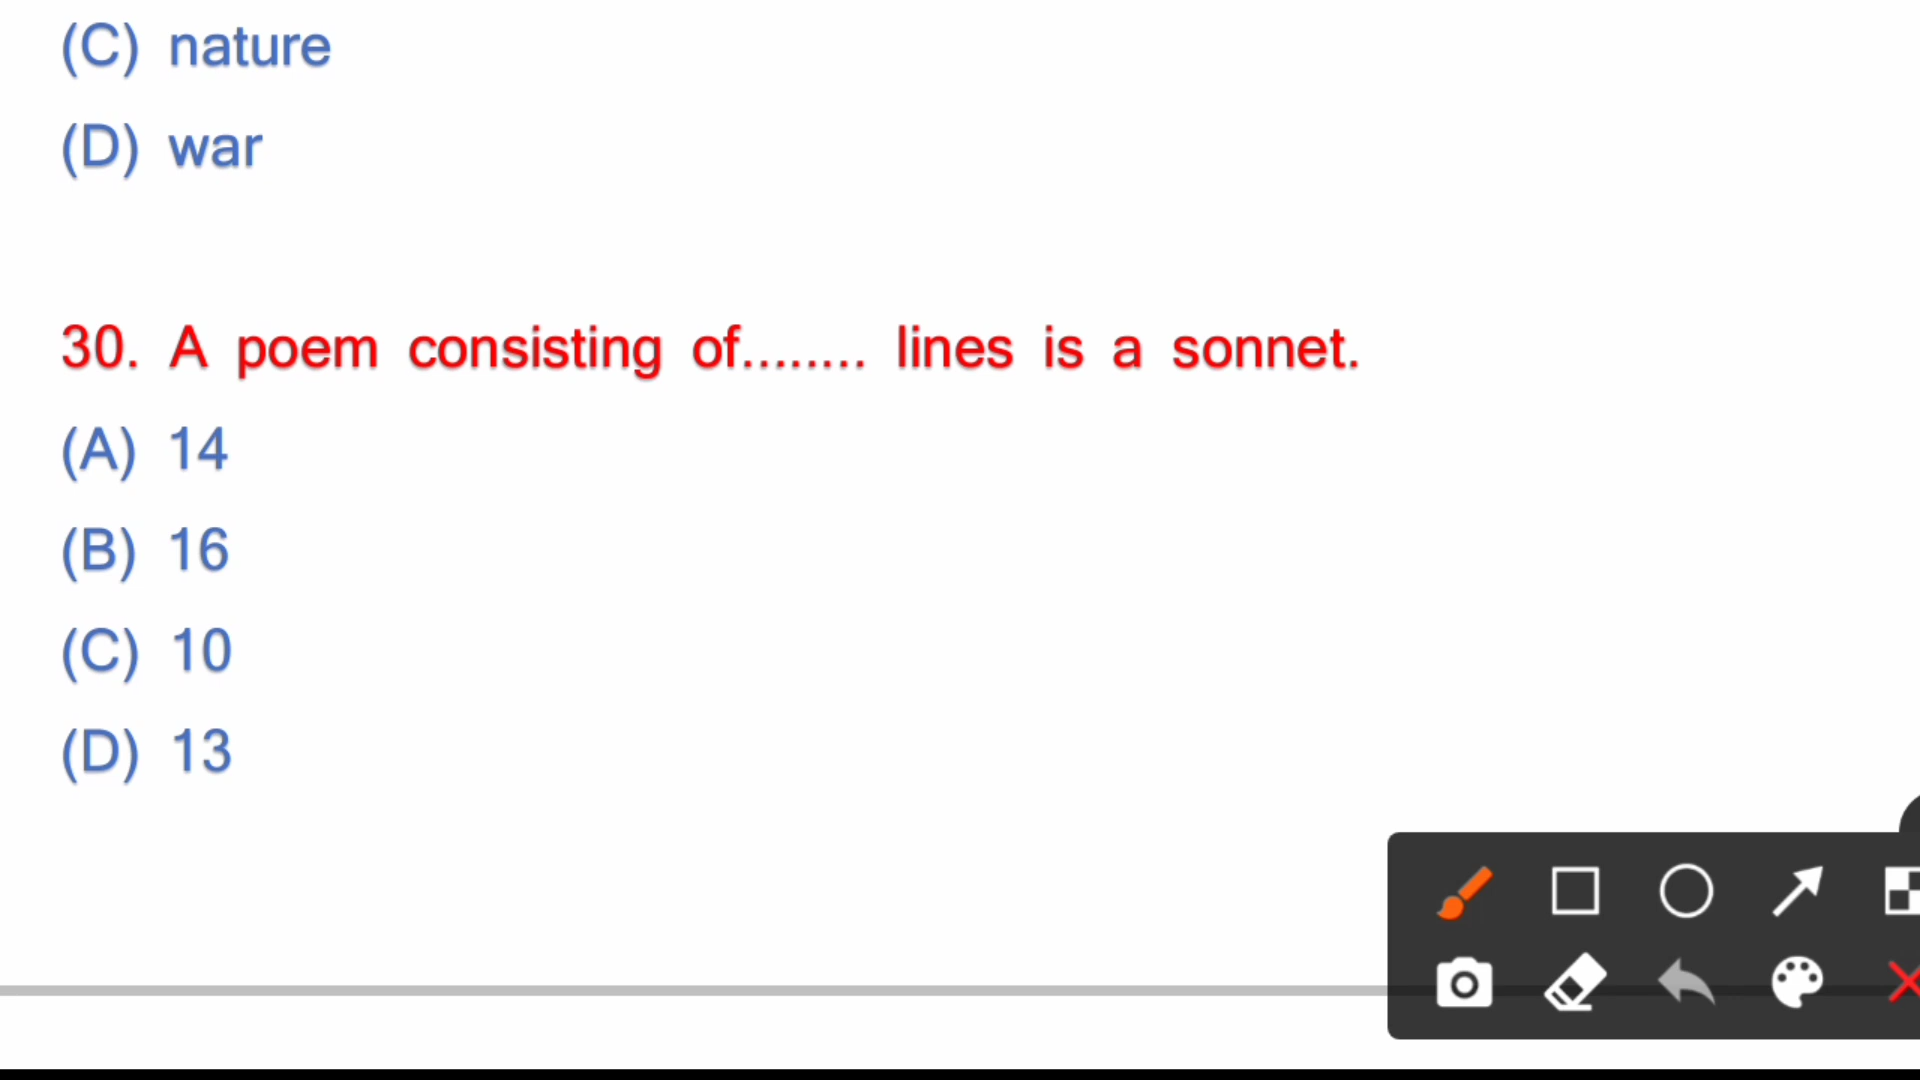 (C) nature
(D) war
30. A poem consisting of........ lines is a sonnet.
(A) 14
(B) 16
(C) 10
(D) 13